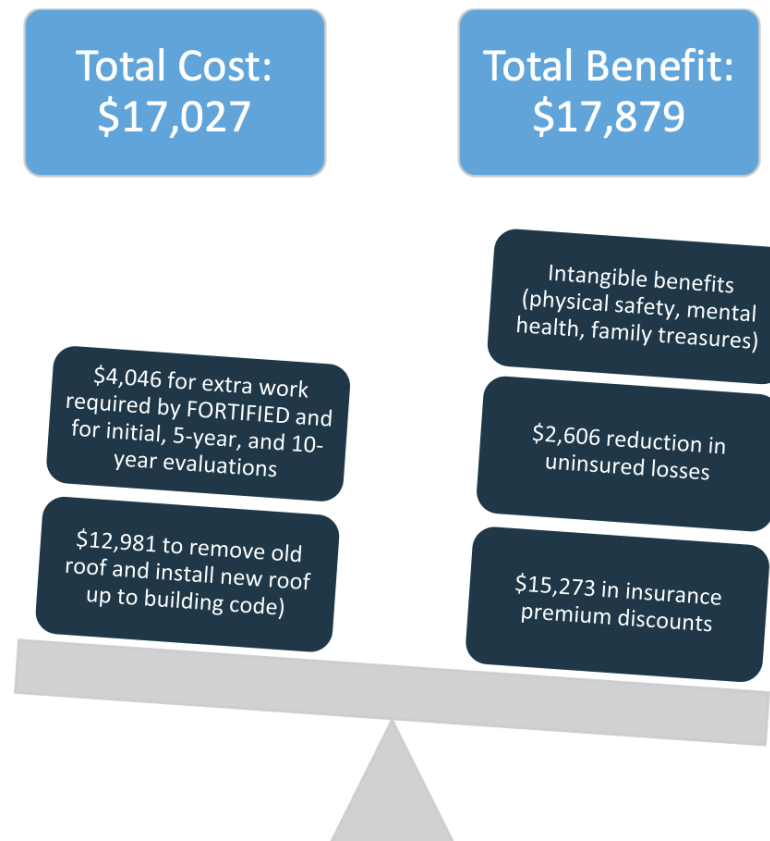 Total Cost:
$17,027
Total Benefit:
$17,879
$4,046 for extra work
required by FORTIFIED and
for initial, 5-year, and 10-
year evaluations
$12,981 to remove old
roof and install new roof
up to building code)
Intangible benefits
(physical safety, mental
health, family treasures)
$2,606 reduction in
uninsured losses
$15,273 in insurance
premium discounts